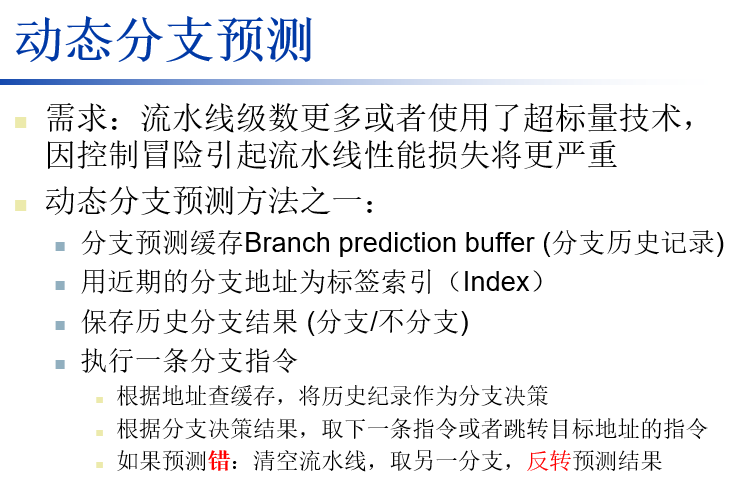 动态分支预测
需求：流水线级数更多或者使用了超标量技术，
因控制冒险引起流水线性能损失将更严重
动态分支预测方法之一：
分支预测缓存Branch prediction buffer (分支历史记录)
用近期的分支地址为标签索引（Index）
保存历史分支结果 (分支/不分支)
执行一条分支指令
根据地址查缓存，将历史纪录作为分支决策
根据分支决策结果，取下一条指令或者跳转目标地址的指令
如果预测错：清空流水线，取另一分支，反转预测结果